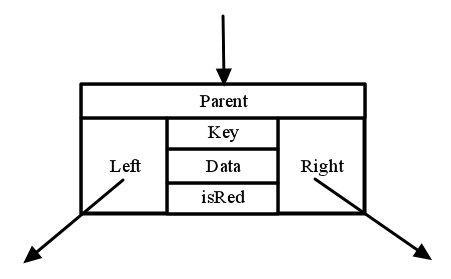 Parent
Key
Left
Data
Right
isRed